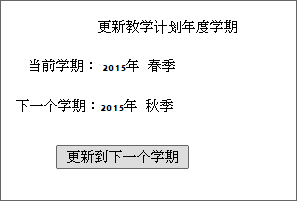 更新教学计划年度学期
当前学期： 2015年 春季
下一个学期：2015年 秋季
更新到下一个学期